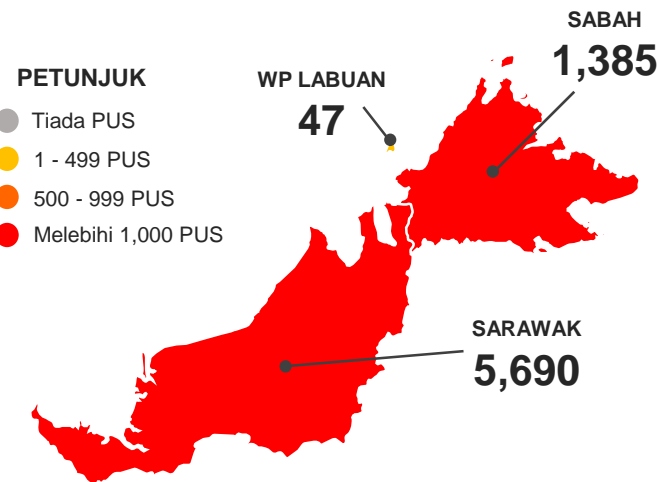 SABAH
1,385
WP LABUAN
47
PETUNJUK
Tiada PUS
1 - 499 PUS
500 - 999 PUS
Melebihi 1,000 PUS
SARAWAK
5,690